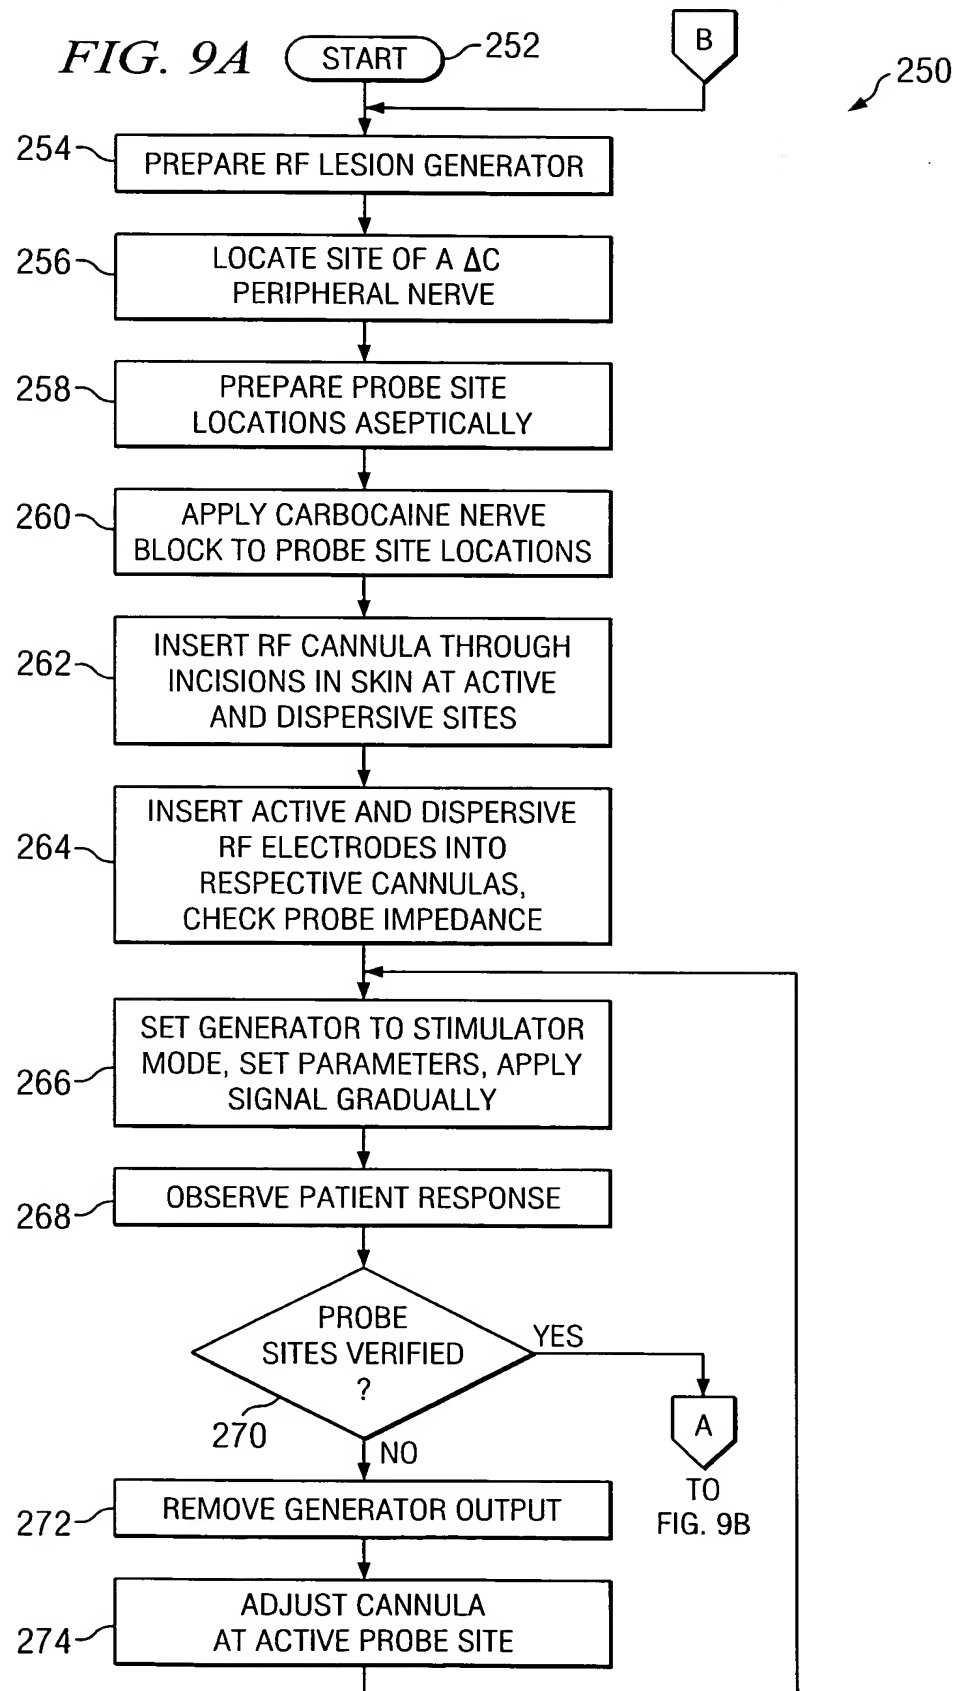 FIG. 9A
START
252
B
250
254
PREPARE RF LESION GENERATOR
256
LOCATE SITE OF A ΔC
PERIPHERAL NERVE
258
PREPARE PROBE SITE
LOCATIONS ASEPTICALLY
260
APPLY CARBOCAINE NERVE
BLOCK TO PROBE SITE LOCATIONS
262
INSERT RF CANNULA THROUGH
INCISIONS IN SKIN AT ACTIVE
AND DISPERSIVE SITES
264
INSERT ACTIVE AND DISPERSIVE
RF ELECTRODES INTO
RESPECTIVE CANNULAS,
CHECK PROBE IMPEDANCE
266
SET GENERATOR TO STIMULATOR
MODE, SET PARAMETERS, APPLY
SIGNAL GRADUALLY
268
OBSERVE PATIENT RESPONSE
PROBE
SITES VERIFIED
?
YES
270
NO
A
TO
FIG. 9B
272
REMOVE GENERATOR OUTPUT
274
ADJUST CANNULA
AT ACTIVE PROBE SITE